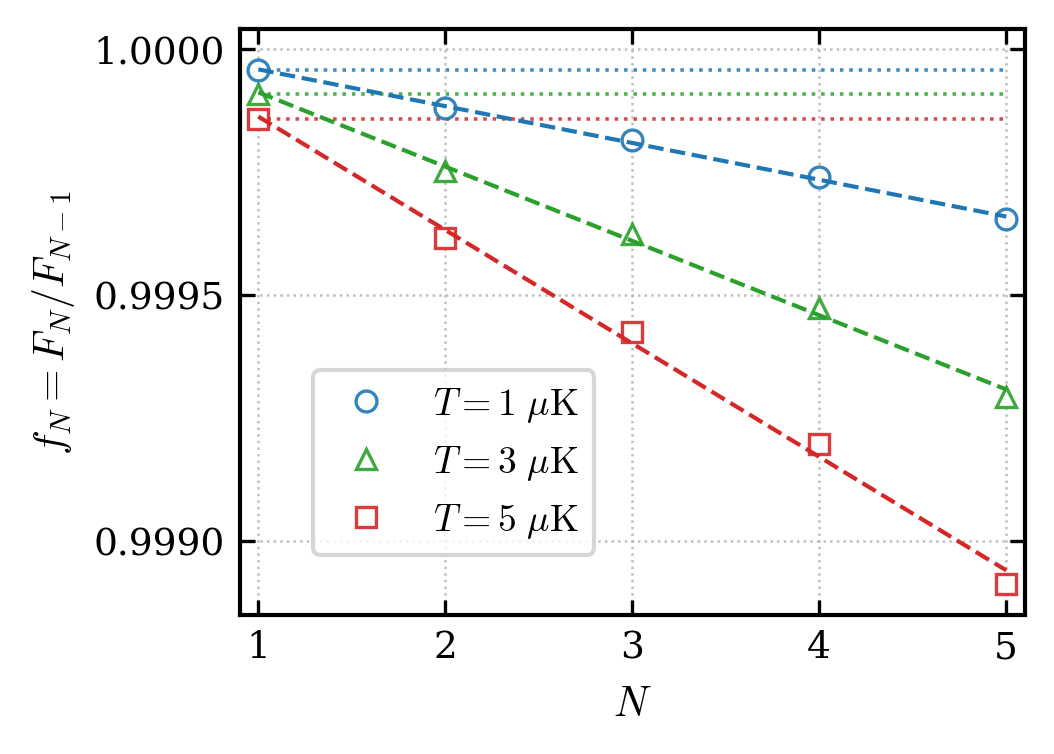 1.0000
0.9995
0.9990
f_N = F_N/F_{N−1}
T = 1 μK
T = 3 μK
T = 5 μK
1 2 3 4 5
N